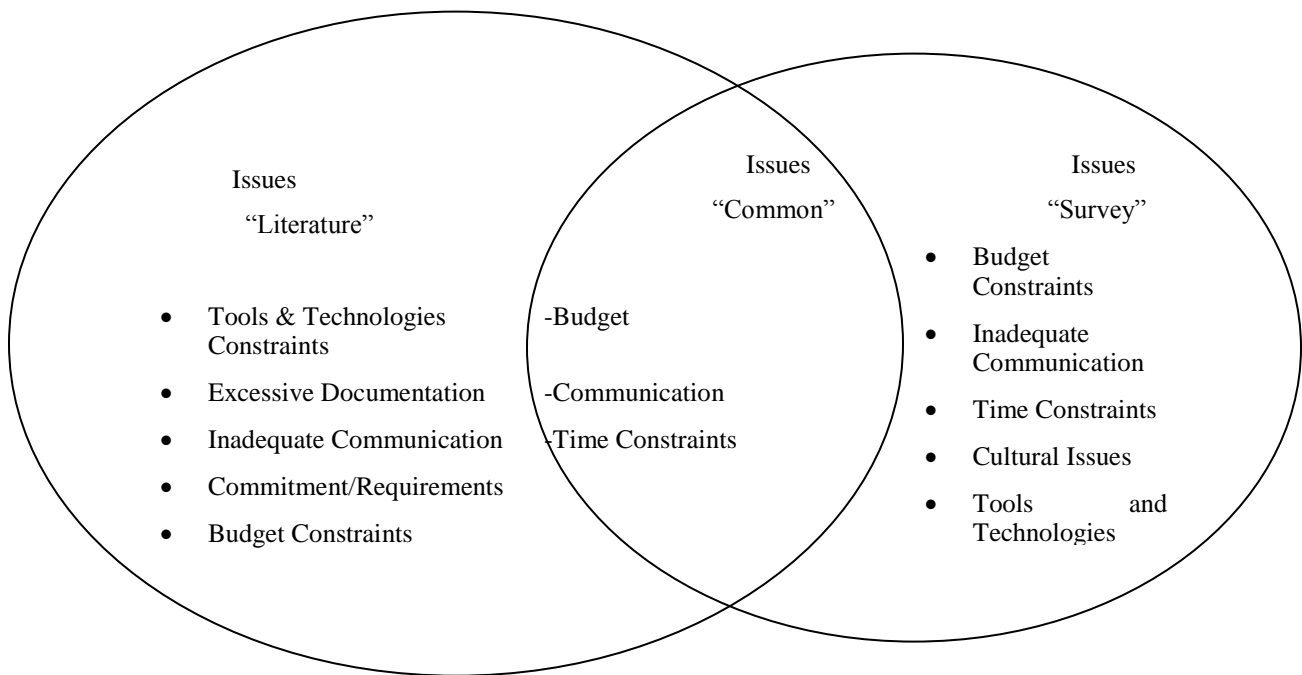 Issues
“Literature”
• Tools & Technologies
Constraints
• Excessive Documentation
• Inadequate Communication
• Commitment/Requirements
• Budget Constraints
Issues
“Common”
-Budget
-Communication
-Time Constraints
Issues
“Survey”
• Budget
Constraints
• Inadequate
Communication
• Time Constraints
• Cultural Issues
• Tools and
Technologies